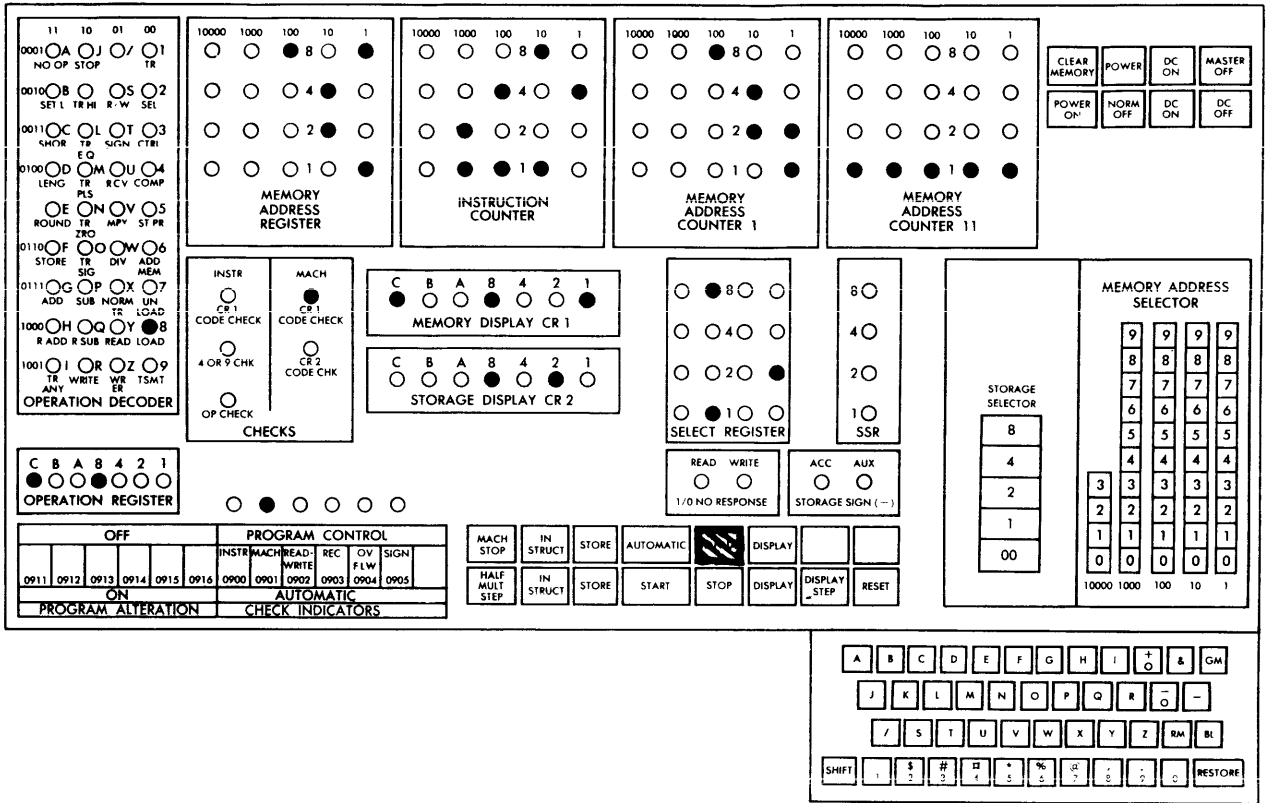 11 10 01 00
0001 A J / 1
NO OP STOP TR
0010 B S 2
SET L TR HI R-W SEL
0011 C L T 3
SHOR TR EQ SIGN CTRL
0100 D M U 4
LENG TR PLS RCV COMP
E N V 5
ROUND TR ZRO MPY ST PR
0110 F O W 6
STORE TR SIG DIV ADD MEM
0111 G P X 7
ADD SUB NORM TR UN LOAD
1000 H Q Y 8
R ADD R SUB READ LOAD
1001 I R Z 9
TR ANY WRITE WR ER TSMT
OPERATION DECODER
10000 1000 100 10 1
8
4
2
1
MEMORY
ADDRESS
REGISTER
10000 1000 100 10 1
8
4
2
1
INSTRUCTION
COUNTER
10000 1000 100 10 1
8
4
2
1
MEMORY
ADDRESS
COUNTER 1
10000 1000 100 10 1
8
4
2
1
MEMORY
ADDRESS
COUNTER 11
CLEAR MEMORY POWER DC ON MASTER OFF
POWER ON NORM OFF DC ON DC OFF
INSTR MACH
CR 1 CODE CHECK CR 1 CODE CHECK
4 OR 9 CHK CR 2 CODE CHECK
OP CHECK
CHECKS
C B A 8 4 2 1
MEMORY DISPLAY CR 1
C B A 8 4 2 1
STORAGE DISPLAY CR 2
8
4
2
1
SELECT REGISTER
8
4
2
1
SSR
READ WRITE
1/0 NO RESPONSE
ACC AUX
STORAGE SIGN (-)
STORAGE
SELECTOR
8
4
2
1
00
MEMORY ADDRESS
SELECTOR
9 9 9 9
8 8 8 8
7 7 7 7
6 6 6 6
5 5 5 5
4 4 4 4
3 3 3 3 3
2 2 2 2 2
1 1 1 1 1
0 0 0 0 0
10000 1000 100 10 1
C B A 8 4 2 1
OPERATION REGISTER
OFF PROGRAM CONTROL
INSTR MACH READ-WRITE REC OV FLW SIGN
0911 0912 0913 0914 0915 0916 0900 0901 0902 0903 0904 0905
ON AUTOMATIC
PROGRAM ALTERATION CHECK INDICATORS
MACH STOP IN STRUCT STORE AUTOMATIC DISPLAY
HALF MULT STEP IN STRUCT STORE START STOP DISPLAY DISPLAY STEP RESET
A B C D E F G H I + O & GM
J K L M N O P Q R - O -
/ S T U V W X Y Z RM BL
SHIFT 1 $ 2 # 3 ¤ 4 * 5 % 6 @ 7 , 8 . 9 0 RESTORE